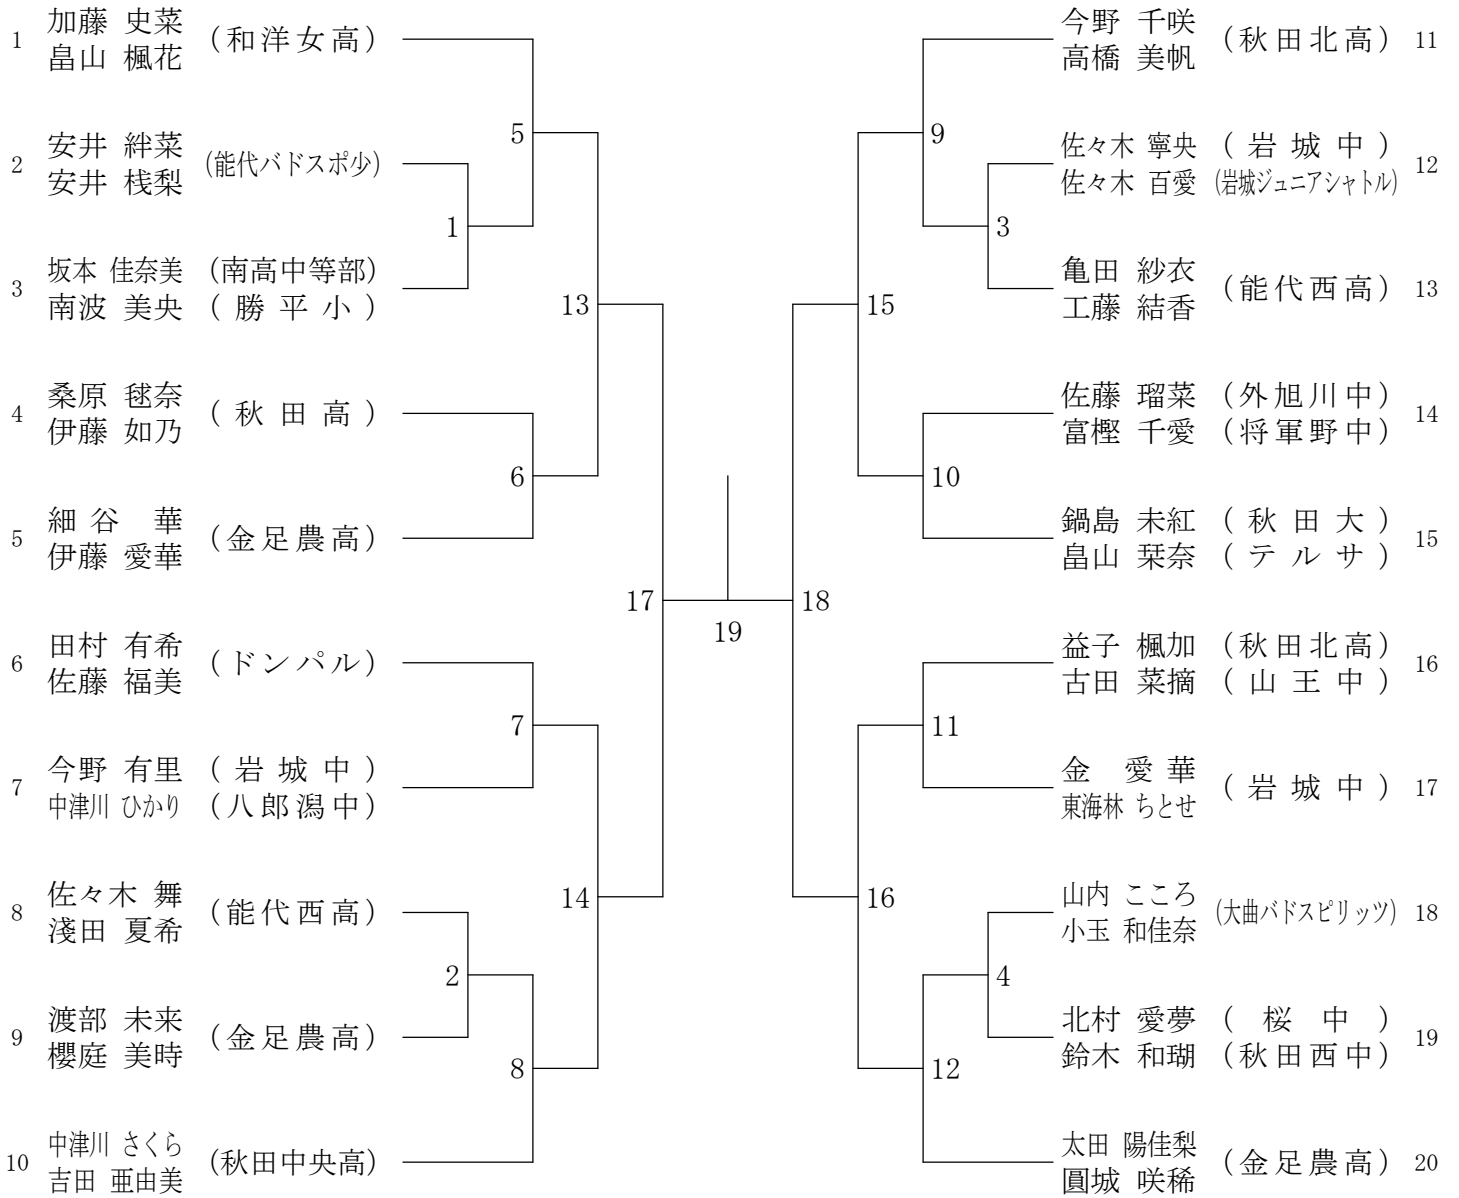 1 加藤 史菜 (和洋女高)
畠山 楓花
2 安井 絆菜 (能代バドスポ少)
安井 桟梨
3 坂本 佳奈美 (南高中等部)
南波 美央 (勝平小)
4 桑原 毬奈 (秋田高)
伊藤 如乃
5 細谷 華 (金足農高)
伊藤 愛華
6 田村 有希 (ドンパル)
佐藤 福美
7 今野 有里 (岩城中)
中津川 ひかり (八郎潟中)
8 佐々木 舞 (能代西高)
淺田 夏希
9 渡部 未来 (金足農高)
櫻庭 美時
10 中津川 さくら (秋田中央高)
吉田 亜由美
5
1
13
6
17
7
14
2
8
19
18
9
3
15
10
11
16
4
12
今野 千咲 (秋田北高) 11
高橋 美帆
佐々木 寧央 (岩城中) 12
佐々木 百愛 (岩城ジュニアシャトル)
亀田 紗衣 (能代西高) 13
工藤 結香
佐藤 瑠菜 (外旭川中) 14
富樫 千愛 (将軍野中)
鍋島 未紅 (秋田大) 15
畠山 栞奈 (テルサ)
益子 楓加 (秋田北高) 16
古田 菜摘 (山王中)
金 愛華 (岩城中) 17
東海林 ちとせ
山内 こころ (大曲バドスピリッツ) 18
小玉 和佳奈
北村 愛夢 (桜中) 19
鈴木 和瑚 (秋田西中)
太田 陽佳梨 (金足農高) 20
圓城 咲稀